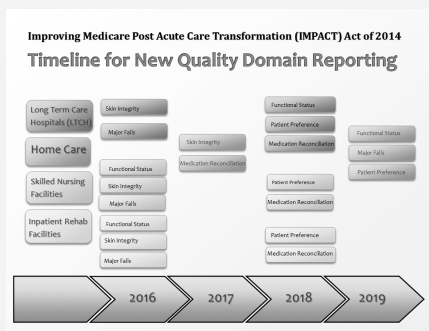 Improving Medicare Post Acute Care Transformation (IMPACT) Act of 2014
Timeline for New Quality Domain Reporting
Long Term Care
Hospitals (LTCH)
Home Care
Skilled Nursing
Facilities
Inpatient Rehab
Facilities
Skin Integrity
Major Falls
Functional Status
Skin Integrity
Major Falls
Functional Status
Skin Integrity
Major Falls
Skin Integrity
Medication Reconciliation
Functional Status
Patient Preference
Medication Reconciliation
Patient Preference
Medication Reconciliation
Patient Preference
Medication Reconciliation
Functional Status
Major Falls
Patient Preference
2016
2017
2018
2019